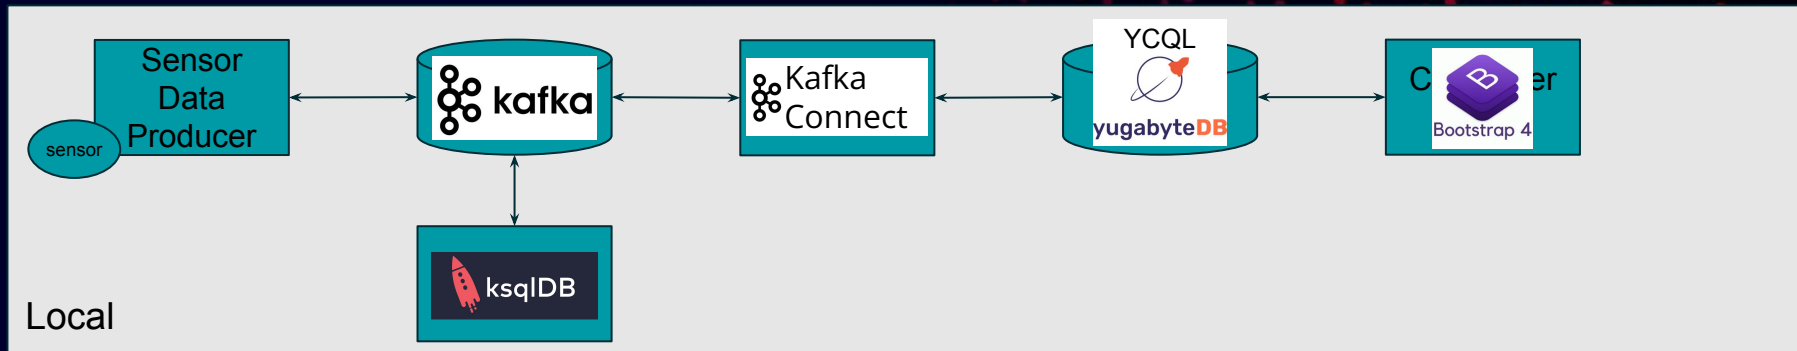 Sensor
Data
Producer
sensor
kafka
Kafka
Connect
YCQL
yugabyteDB
B
Bootstrap 4
ksqlDB
Local